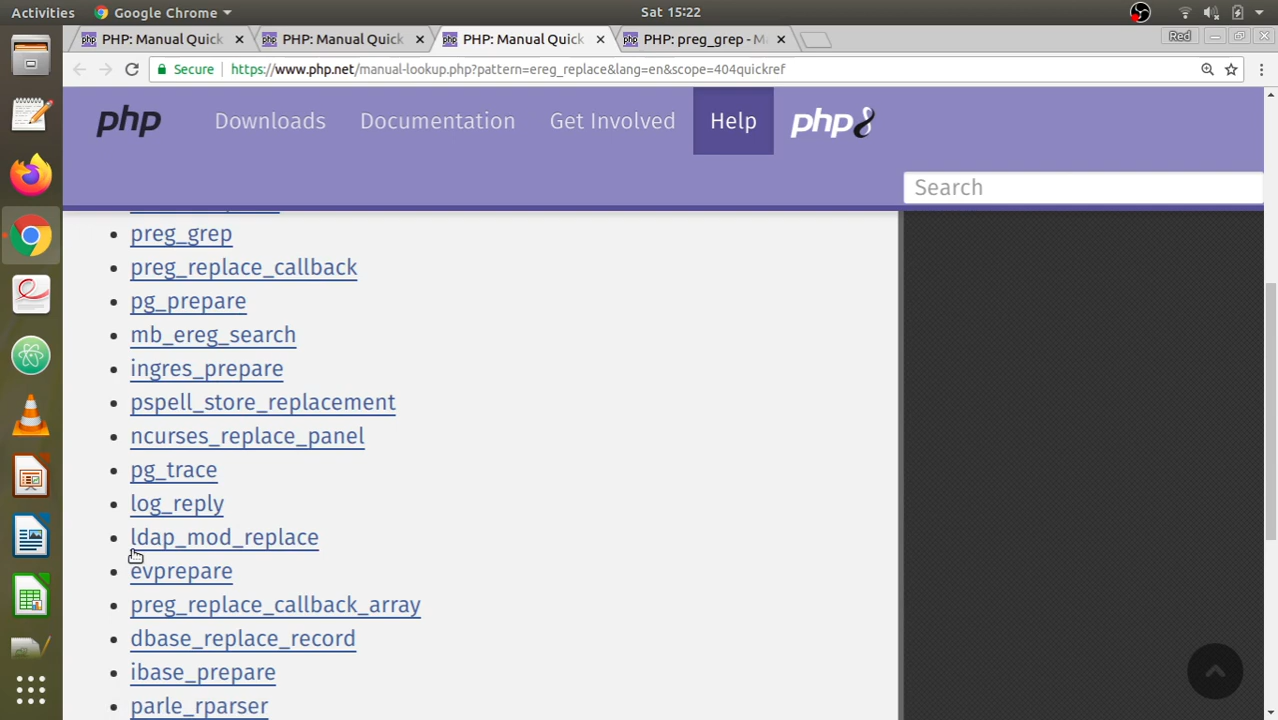 Activities Google Chrome Sat 15:22
PHP: Manual Quick PHP: Manual Quick PHP: Manual Quick PHP: preg_grep - M Red
Secure https://www.php.net/manual-lookup.php?pattern=ereg_replace&lang=en&scope=404quickref
php Downloads Documentation Get Involved Help php8
Search
preg_grep
preg_replace_callback
pg_prepare
mb_ereg_search
ingres_prepare
pspell_store_replacement
ncurses_replace_panel
pg_trace
log_reply
ldap_mod_replace
evprepare
preg_replace_callback_array
dbase_replace_record
ibase_prepare
parle_rparser